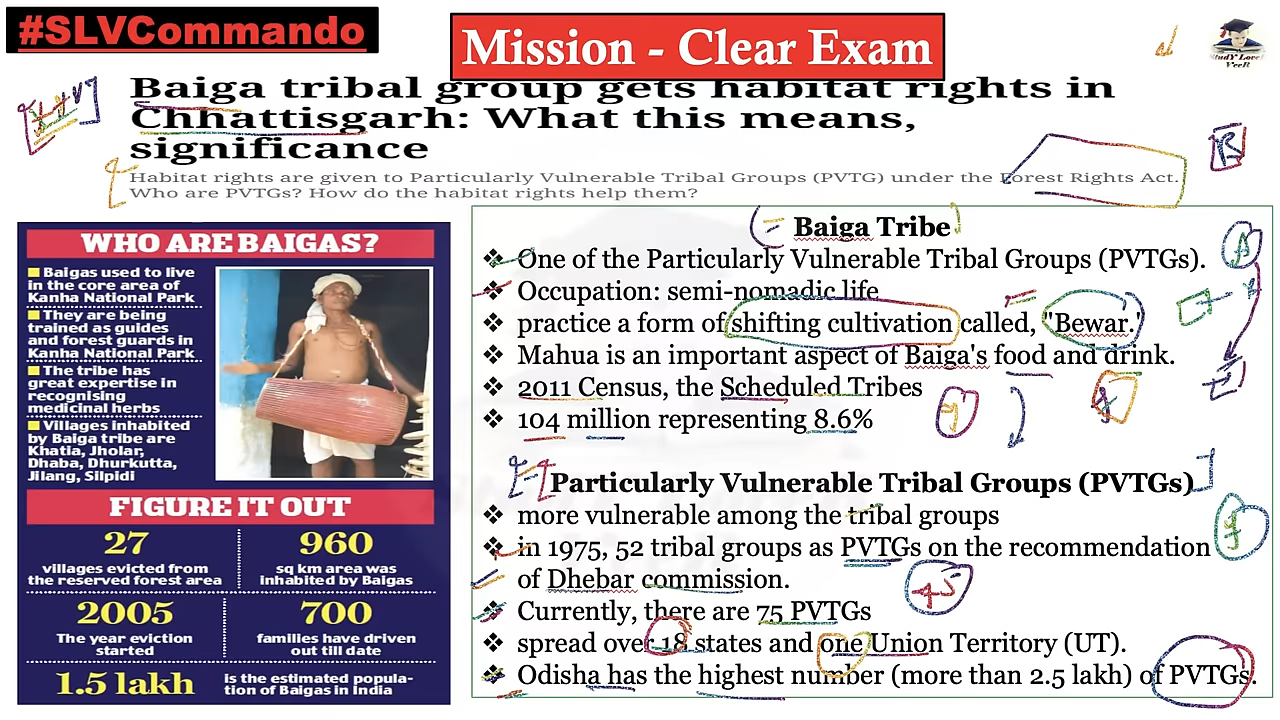 #SLVCommando
Mission - Clear Exam
StudY Lover
VeeR
Baiga tribal group gets habitat rights in
Chhattisgarh: What this means,
significance
Habitat rights are given to Particularly Vulnerable Tribal Groups (PVTG) under the Forest Rights Act.
Who are PVTGs? How do the habitat rights help them?
WHO ARE BAIGAS?
Baigas used to live
in the core area of
Kanha National Park
They are being
trained as guides
and forest guards in
Kanha National Park
The tribe has
great expertise in
recognising
medicinal herbs
Villages inhabited
by Baiga tribe are
Khatia, Jholar,
Dhaba, Dhurkutta,
Jilang, Silpidi
FIGURE IT OUT
27
villages evicted from
the reserved forest area
960
sq km area was
inhabited by Baigas
2005
The year eviction
started
700
families have driven
out till date
1.5 lakh
is the estimated popula-
tion of Baigas in India
Baiga Tribe
❖ One of the Particularly Vulnerable Tribal Groups (PVTGs).
❖ Occupation: semi-nomadic life
❖ practice a form of shifting cultivation called, "Bewar."
❖ Mahua is an important aspect of Baiga's food and drink.
❖ 2011 Census, the Scheduled Tribes
❖ 104 million representing 8.6%
Particularly Vulnerable Tribal Groups (PVTGs)
❖ more vulnerable among the tribal groups
❖ in 1975, 52 tribal groups as PVTGs on the recommendation
of Dhebar commission.
45
❖ Currently, there are 75 PVTGs
❖ spread over 18 states and one Union Territory (UT).
❖ Odisha has the highest number (more than 2.5 lakh) of PVTGs.